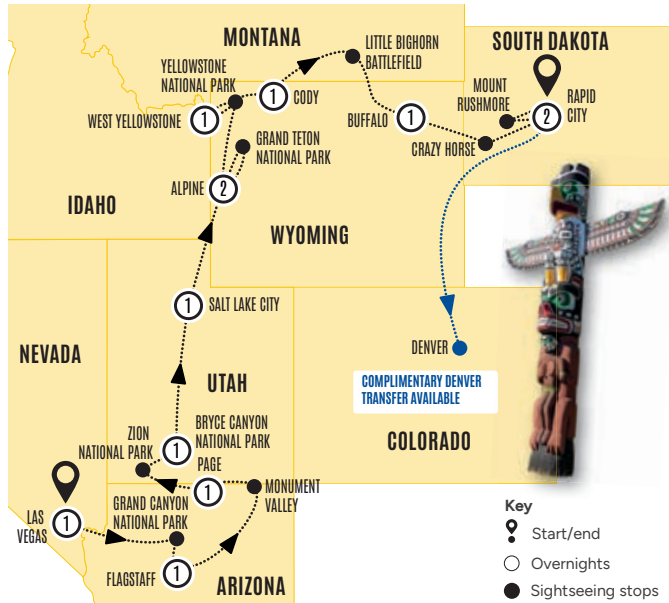 MONTANA
LITTLE BIGHORN
BATTLEFIELD
SOUTH DAKOTA
YELLOWSTONE
NATIONAL PARK
MOUNT
RUSHMORE
1
CODY
RAPID
CITY
2
WEST YELLOWSTONE
1
BUFFALO
1
CRAZY HORSE
GRAND TETON
NATIONAL PARK
ALPINE
2
IDAHO
WYOMING
1
SALT LAKE CITY
NEVADA
DENVER
UTAH
COMPLIMENTARY DENVER
TRANSFER AVAILABLE
ZION
NATIONAL PARK
1
BRYCE CANYON
NATIONAL PARK
COLORADO
PAGE
1
MONUMENT
VALLEY
LAS
VEGAS
1
GRAND CANYON
NATIONAL PARK
FLAGSTAFF
1
ARIZONA
Key
Start/end
Overnights
Sightseeing stops